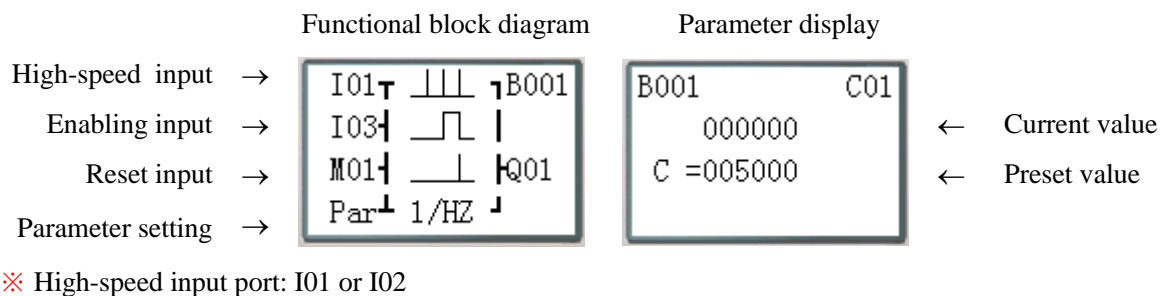 Functional block diagram Parameter display
High-speed input → I01 B001 B001 C01
Enabling input → I03 000000 ← Current value
Reset input → M01 Q01 C =005000 ← Preset value
Parameter setting → Par 1/HZ
※ High-speed input port: I01 or I02